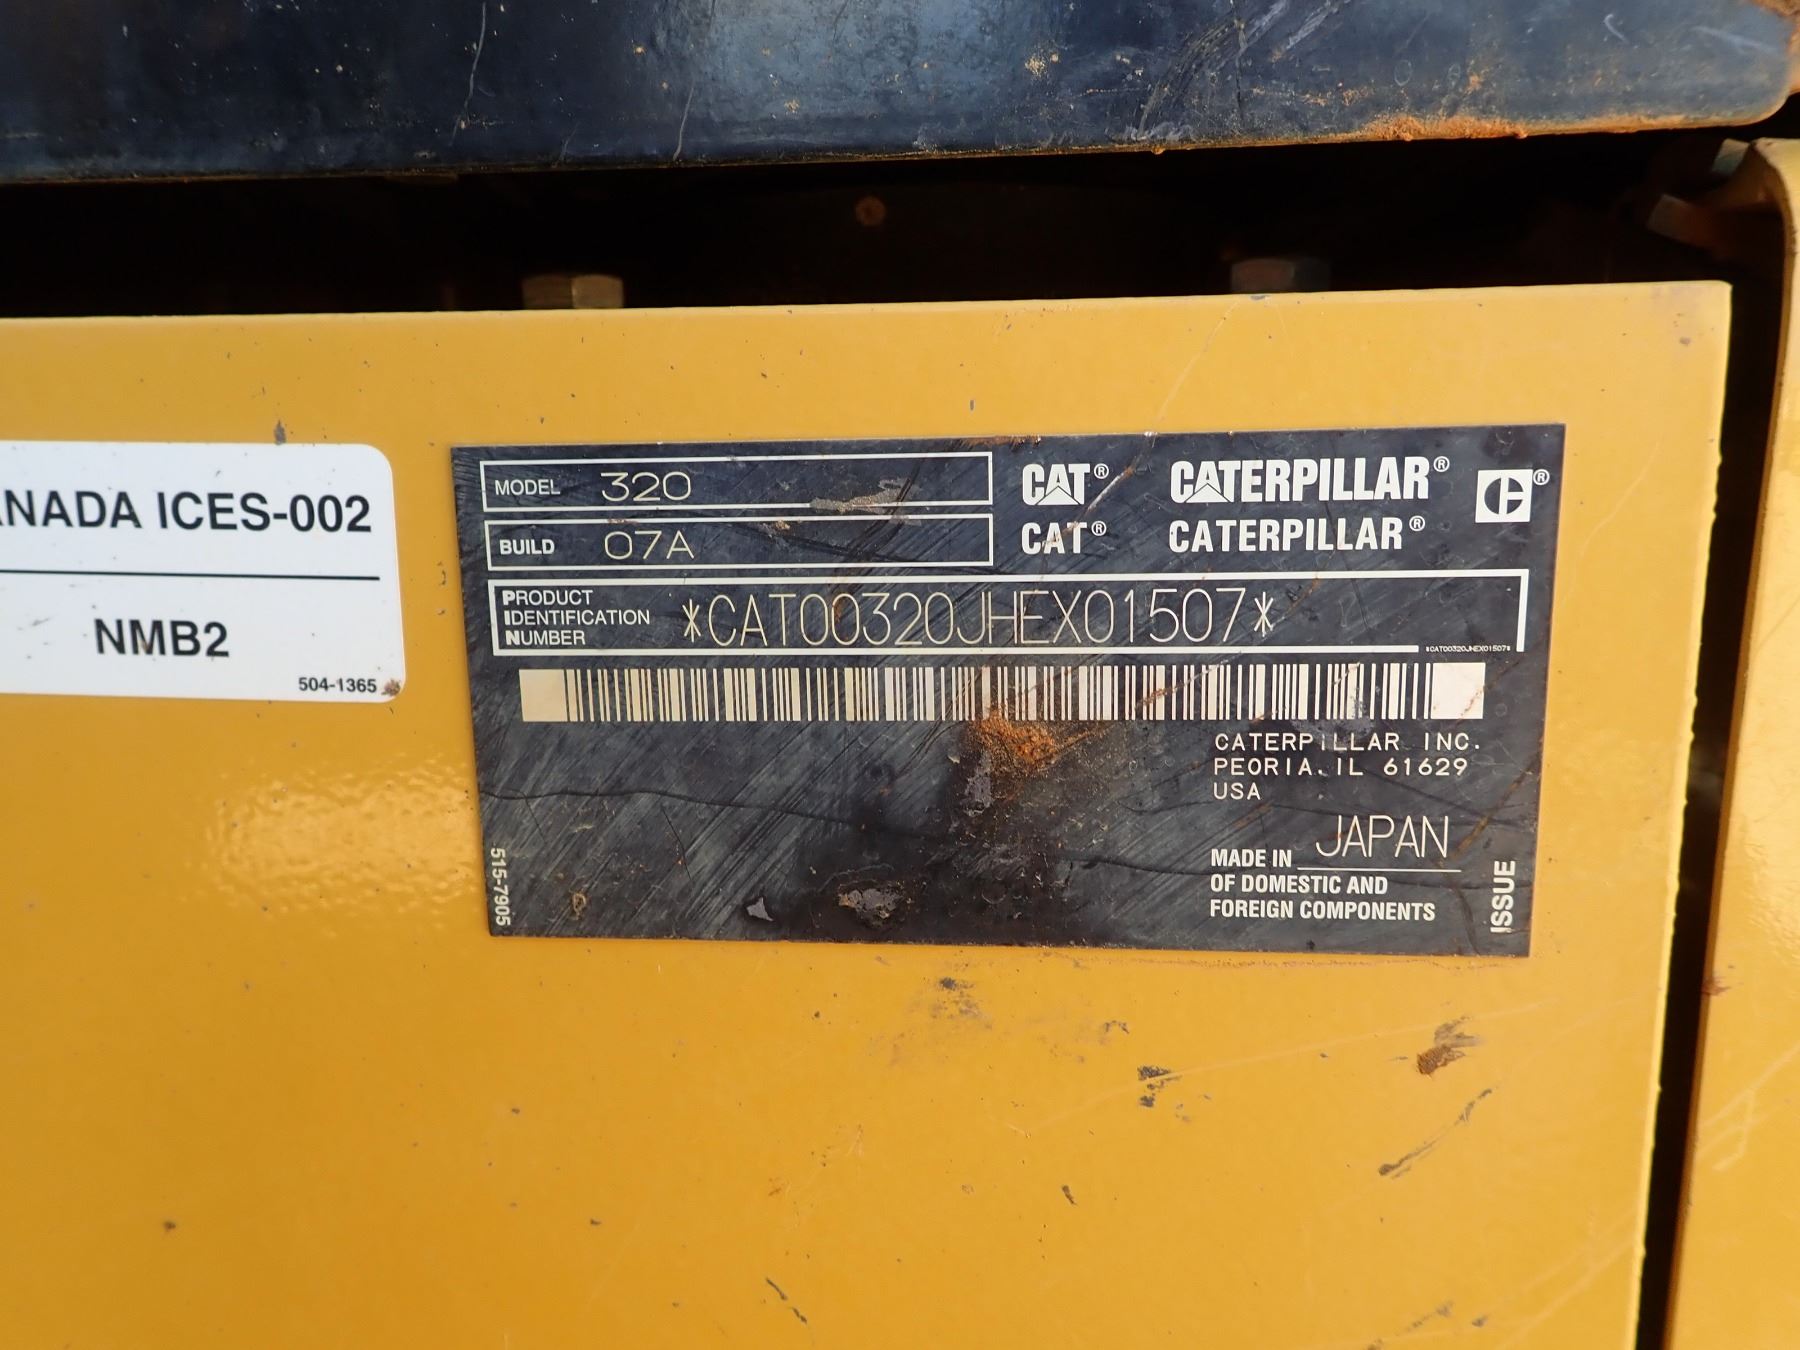 ANADA ICES-002
NMB2
504-1365
MODEL 320
BUILD 07A
CAT® CATERPILLAR® ®
CAT® CATERPILLAR®
PRODUCT
IDENTIFICATION
NUMBER
*CAT00320JHEX01507*
*CAT00320JHEX01507*
CATERPILLAR INC.
PEORIA, IL 61629
USA
MADE IN JAPAN
OF DOMESTIC AND
FOREIGN COMPONENTS
515-7905
ISSUE